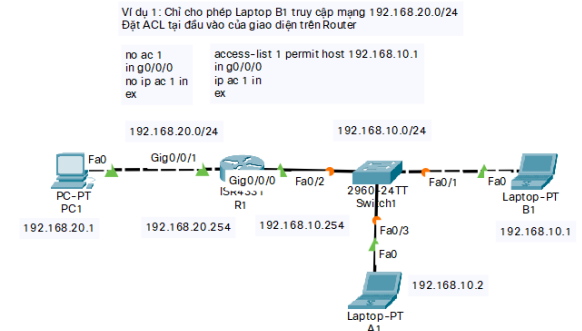 Ví dụ 1: Chỉ cho phép Laptop B1 truy cập mạng 192.168.20.0/24
Đặt ACL tại đầu vào của giao diện trên Router
no ac 1
in g0/0/0
no ip ac 1 in
ex
access-list 1 permit host 192.168.10.1
in g0/0/0
ip ac 1 in
ex
192.168.20.0/24
192.168.10.0/24
Fa0
Gig0/0/1
Gig0/0/0
Fa0/2
Fa0/1
Fa0
PC-PT
PC1
ISR4331
R1
2960-24TT
Switch1
Laptop-PT
B1
192.168.20.1
192.168.20.254
192.168.10.254
Fa0/3
192.168.10.1
Fa0
192.168.10.2
Laptop-PT
A1